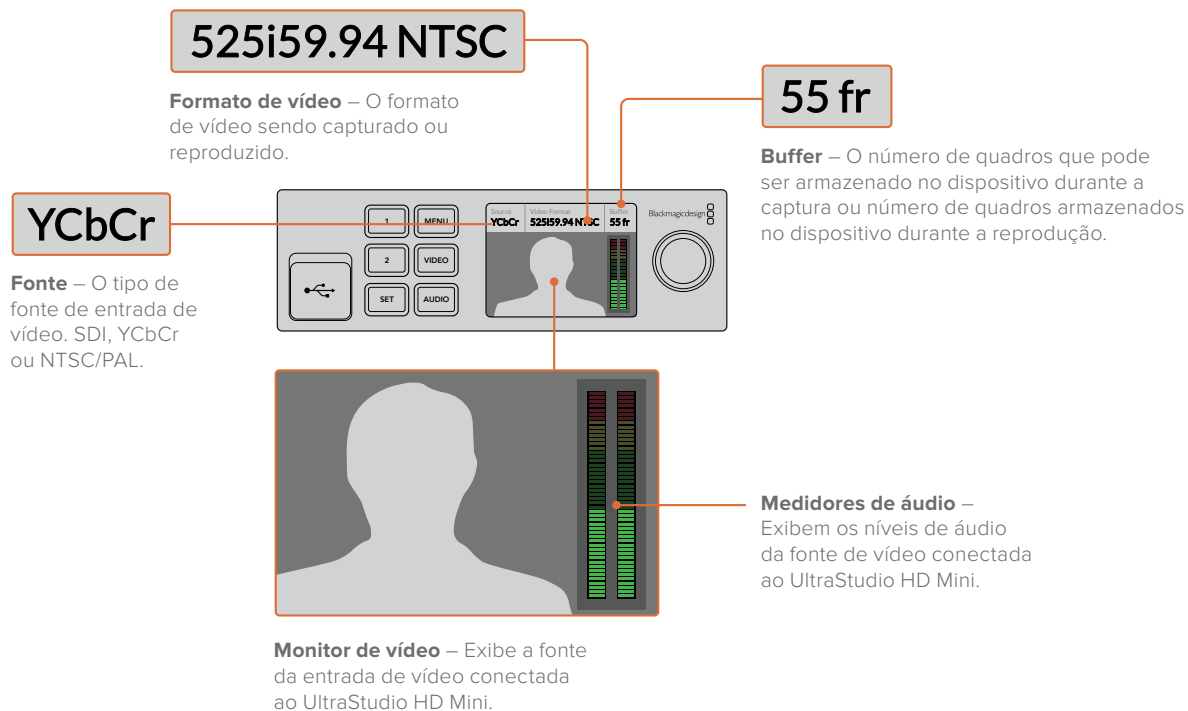 525i59.94 NTSC
Formato de vídeo – O formato
de vídeo sendo capturado ou
reproduzido.
55 fr
Buffer – O número de quadros que pode
ser armazenado no dispositivo durante a
captura ou número de quadros armazenados
no dispositivo durante a reprodução.
YCbCr
Fonte – O tipo de
fonte de entrada de
vídeo. SDI, YCbCr
ou NTSC/PAL.
1 MENU
2 VIDEO
SET AUDIO
Source Video Format Buffer
YCbCr 525I59.94 NTSC 55 fr
Blackmagicdesign
Medidores de áudio –
Exibem os níveis de áudio
da fonte de vídeo conectada
ao UltraStudio HD Mini.
Monitor de vídeo – Exibe a fonte
da entrada de vídeo conectada
ao UltraStudio HD Mini.